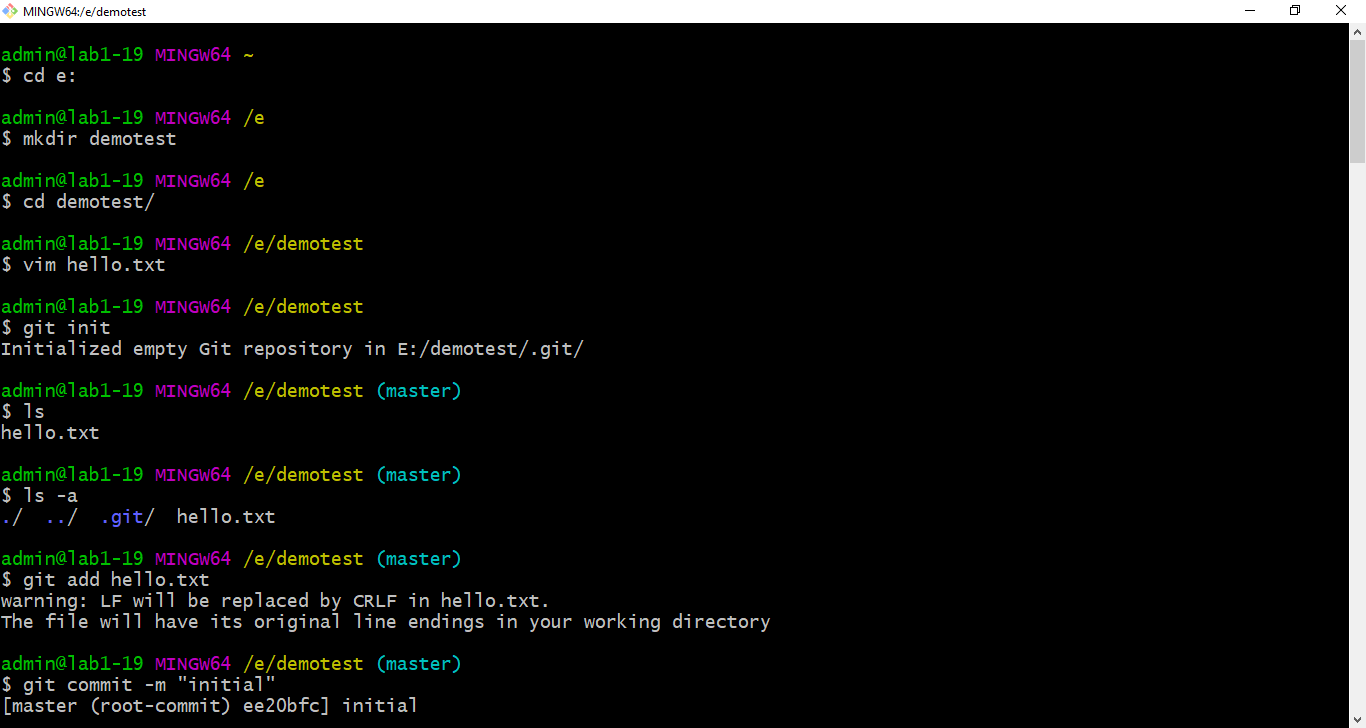 MINGW64:/e/demotest
admin@lab1-19 MINGW64 ~
$ cd e:
admin@lab1-19 MINGW64 /e
$ mkdir demotest
admin@lab1-19 MINGW64 /e
$ cd demotest/
admin@lab1-19 MINGW64 /e/demotest
$ vim hello.txt
admin@lab1-19 MINGW64 /e/demotest
$ git init
Initialized empty Git repository in E:/demotest/.git/
admin@lab1-19 MINGW64 /e/demotest (master)
$ ls
hello.txt
admin@lab1-19 MINGW64 /e/demotest (master)
$ ls -a
./  ../  .git/  hello.txt
admin@lab1-19 MINGW64 /e/demotest (master)
$ git add hello.txt
warning: LF will be replaced by CRLF in hello.txt.
The file will have its original line endings in your working directory
admin@lab1-19 MINGW64 /e/demotest (master)
$ git commit -m "initial"
[master (root-commit) ee20bfc] initial